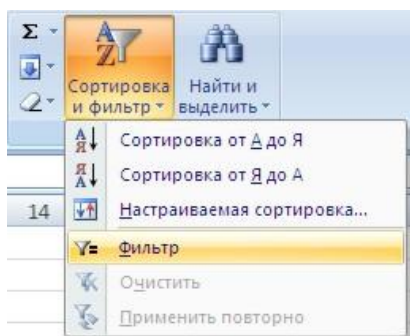 Σ
Сортировка и фильтр
Найти и выделить
Сортировка от А до Я
Сортировка от Я до А
Настраиваемая сортировка...
14
Фильтр
Очистить
Применить повторно